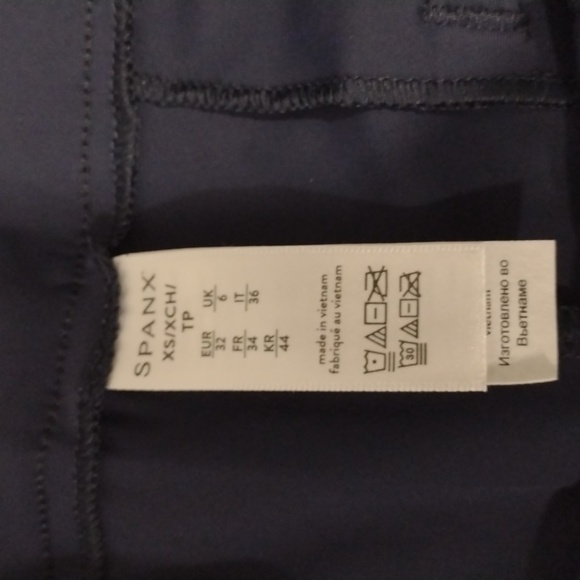 SPANX
XS/XCH/
TP
EUR UK
32 6
FR IT
34 36
KR
44
made in vietnam
fabriqué au vietnam
30
Изготовлено во
Вьетнаме